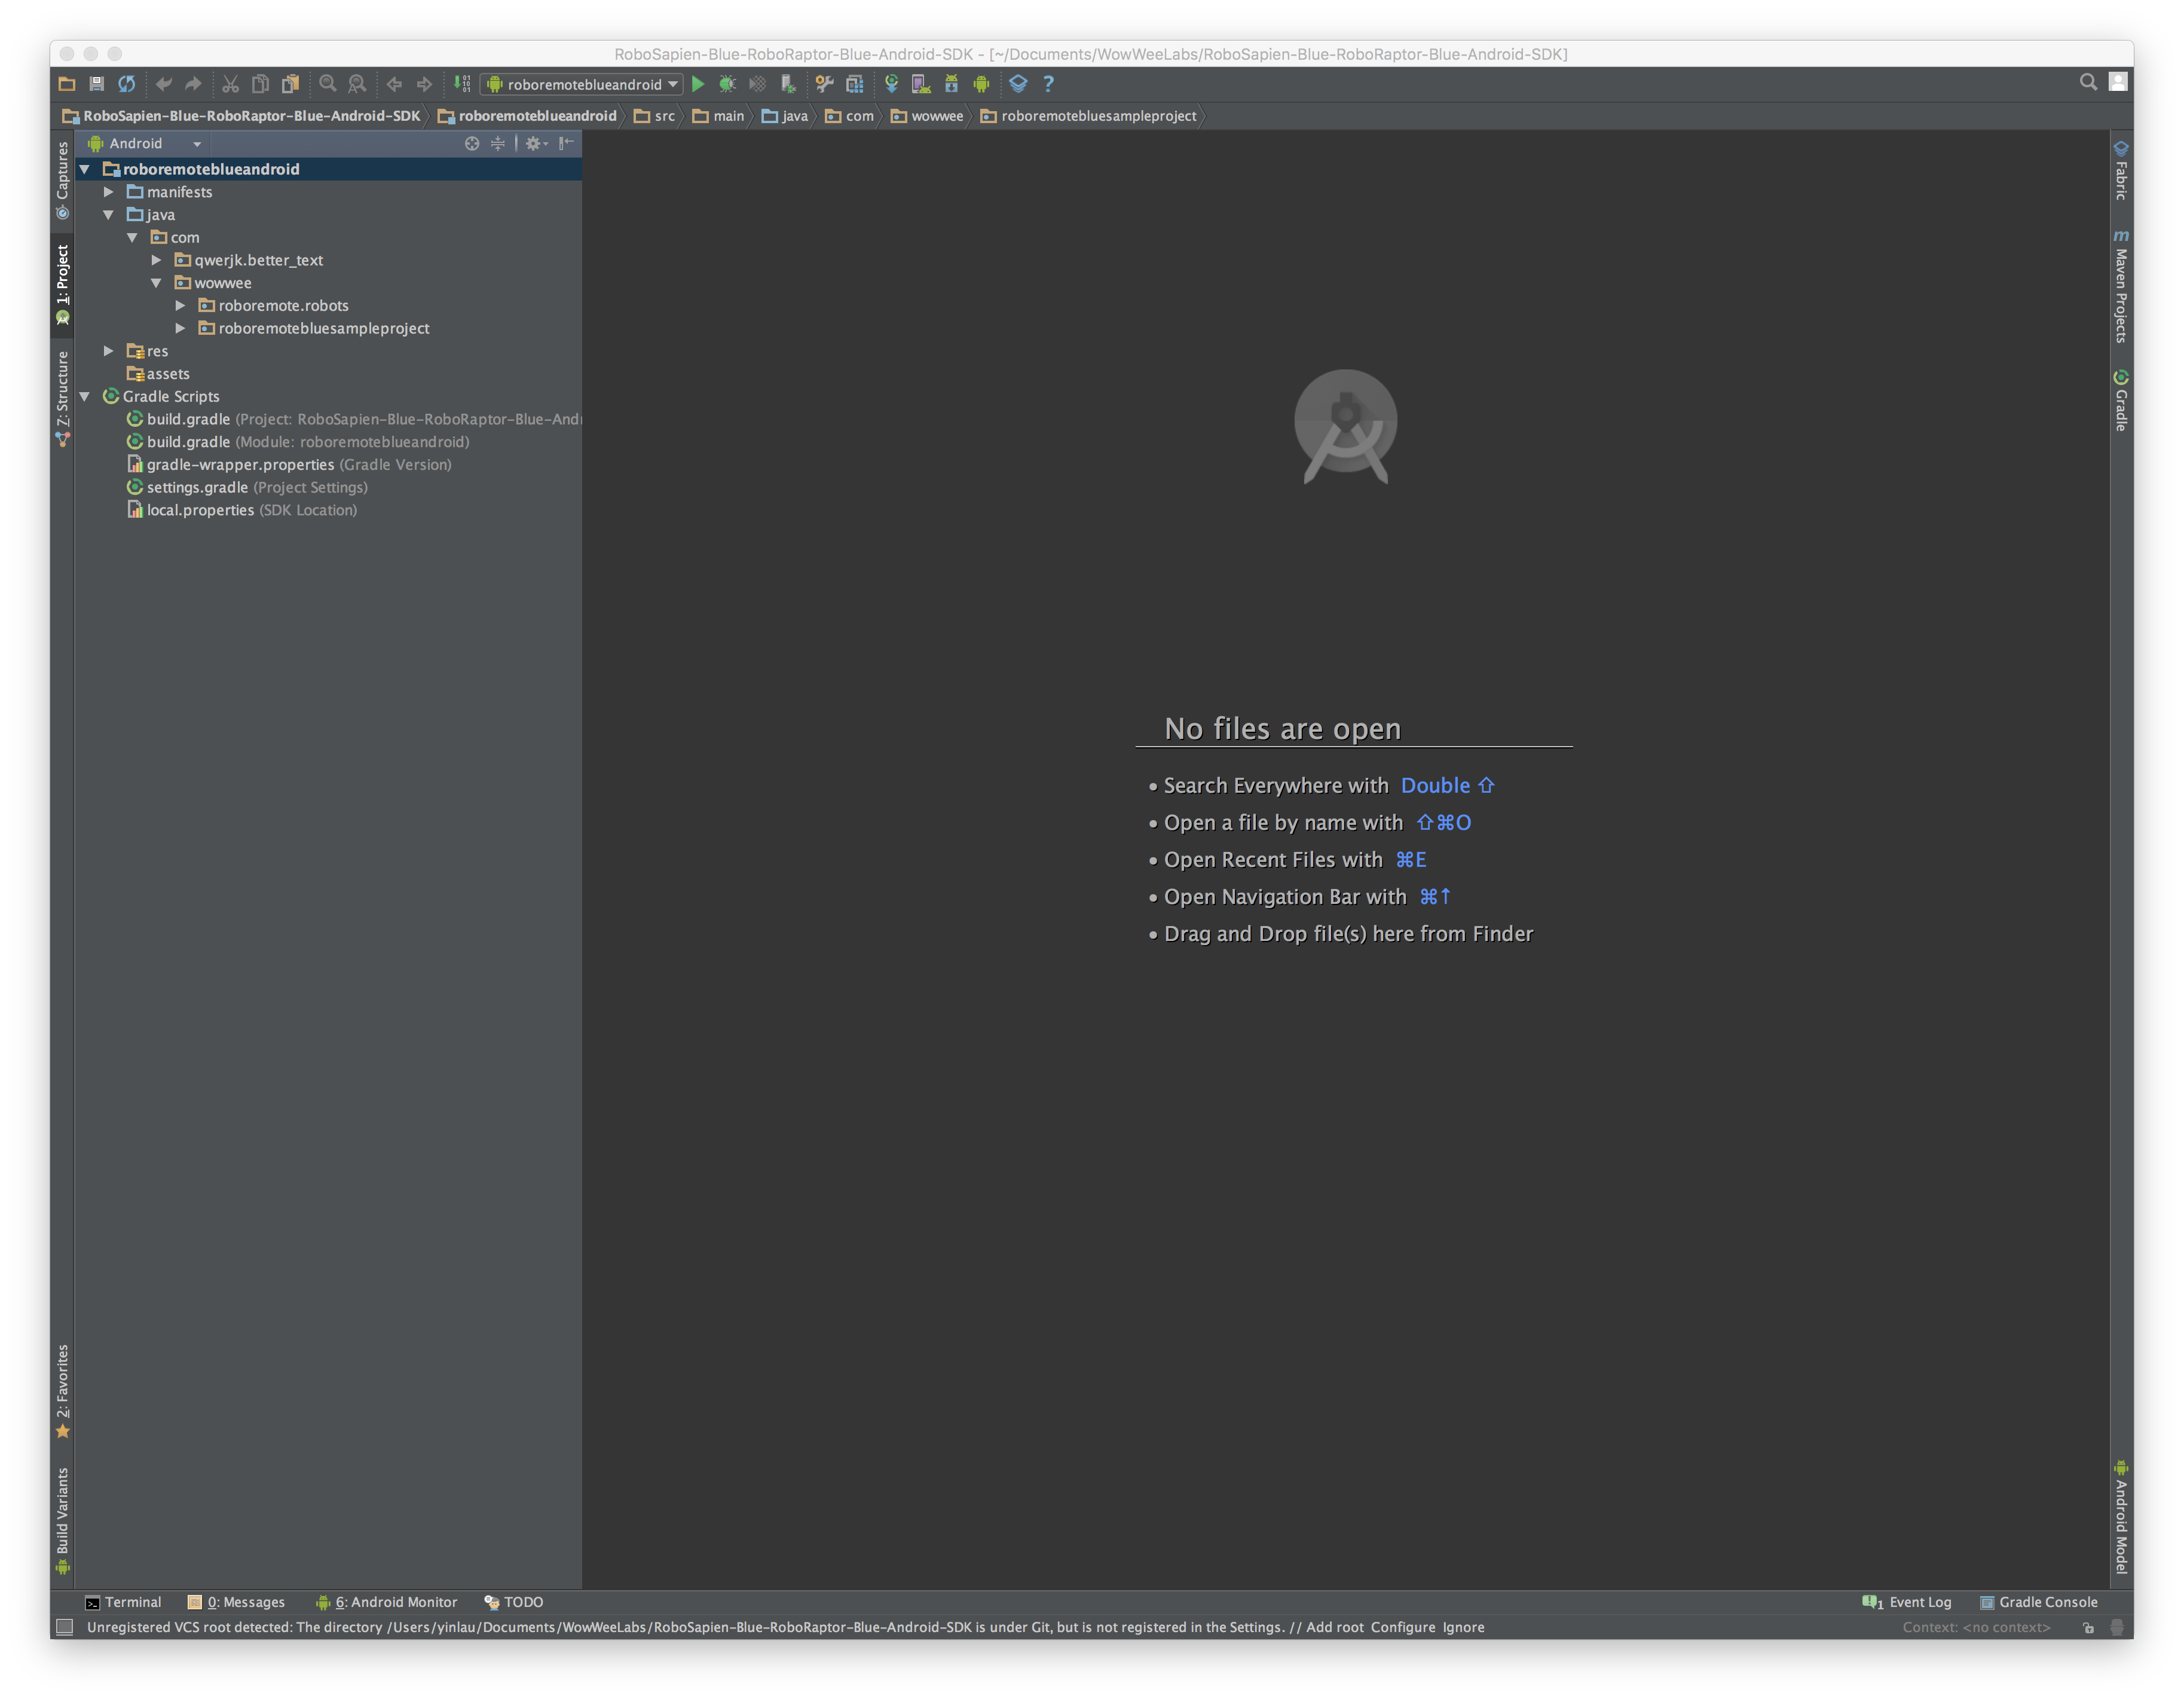 RoboSapien-Blue-RoboRaptor-Blue-Android-SDK - [~/Documents/WowWeeLabs/RoboSapien-Blue-RoboRaptor-Blue-Android-SDK]
roboremoteblueandroid
RoboSapien-Blue-RoboRaptor-Blue-Android-SDK roboremoteblueandroid src main java com wowwee roboremotebluesampleproject
Captures
1: Project
7: Structure
2: Favorites
Build Variants
Android
roboremoteblueandroid
manifests
java
com
qwerjk.better_text
wowwee
roboremote.robots
roboremotebluesampleproject
res
assets
Gradle Scripts
build.gradle (Project: RoboSapien-Blue-RoboRaptor-Blue-And
build.gradle (Module: roboremoteblueandroid)
gradle-wrapper.properties (Gradle Version)
settings.gradle (Project Settings)
local.properties (SDK Location)
No files are open
• Search Everywhere with Double ⇧
• Open a file by name with ⇧⌘O
• Open Recent Files with ⌘E
• Open Navigation Bar with ⌘↑
• Drag and Drop file(s) here from Finder
Fabric
m Maven Projects
Gradle
Android Model
Terminal 0: Messages 6: Android Monitor TODO 1 Event Log Gradle Console
Unregistered VCS root detected: The directory /Users/yinlau/Documents/WowWeeLabs/RoboSapien-Blue-RoboRaptor-Blue-Android-SDK is under Git, but is not registered in the Settings. // Add root Configure Ignore Context: <no context>